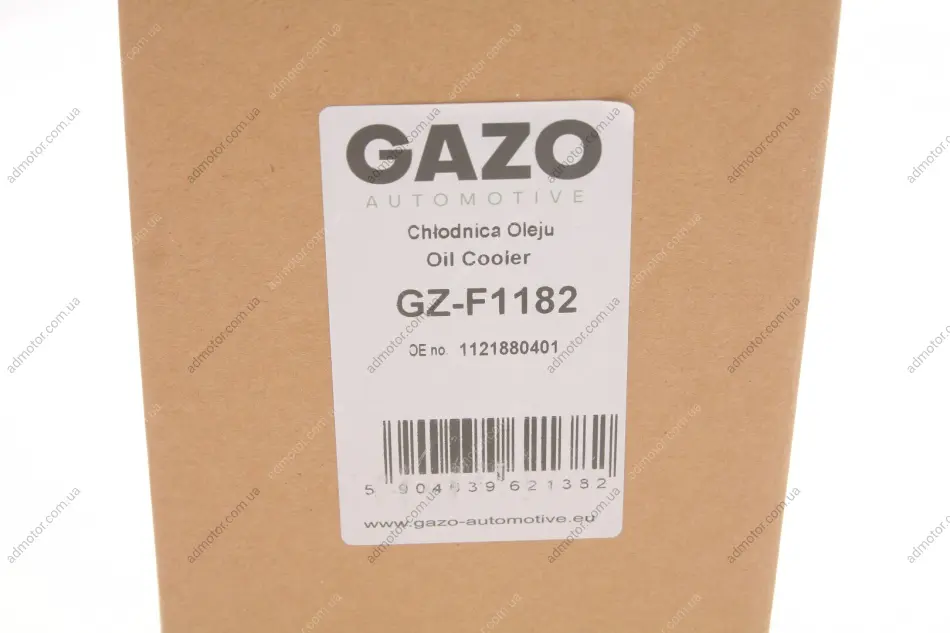 GAZO
AUTOMOTIVE
Chłodnica Oleju
Oil Cooler
GZ-F1182
OE no. 1121880401
5 904639 621382
www.gazo-automotive.eu
admotor.com.ua